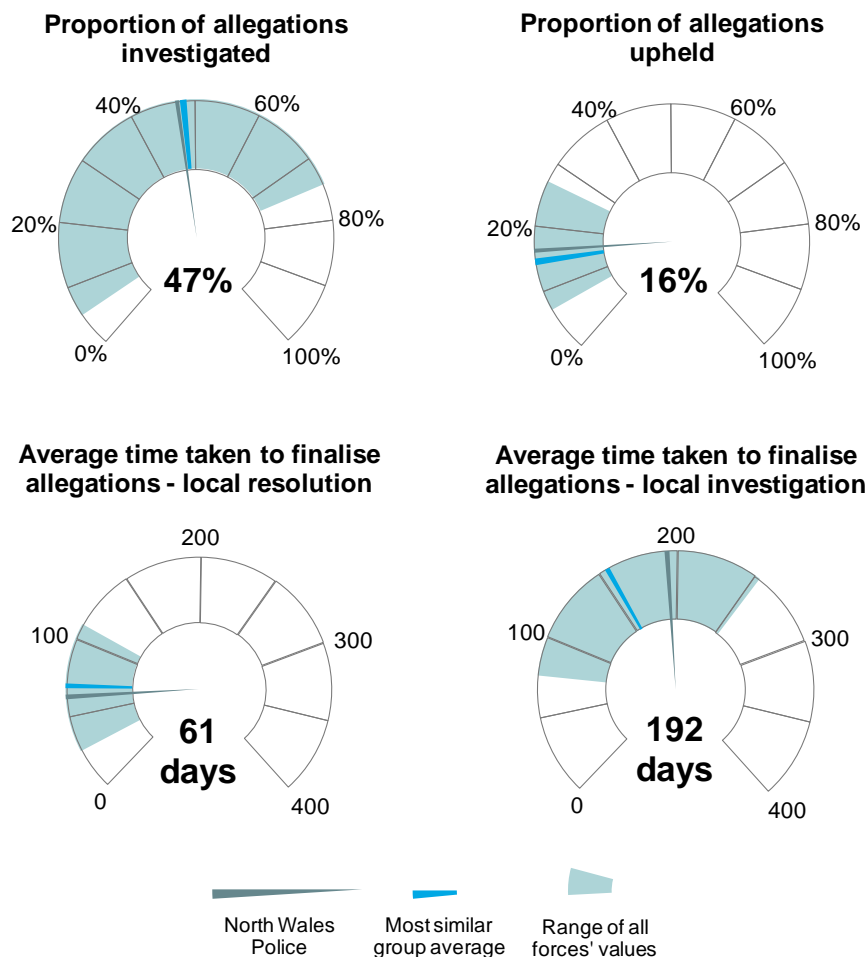 Proportion of allegations
investigated
40%
60%
20%
80%
47%
0%
100%
Proportion of allegations
upheld
40%
60%
20%
80%
16%
0%
100%
Average time taken to finalise
allegations - local resolution
200
100
300
61
days
0
400
Average time taken to finalise
allegations - local investigation
200
100
300
192
days
0
400
North Wales
Police
Most similar
group average
Range of all
forces' values